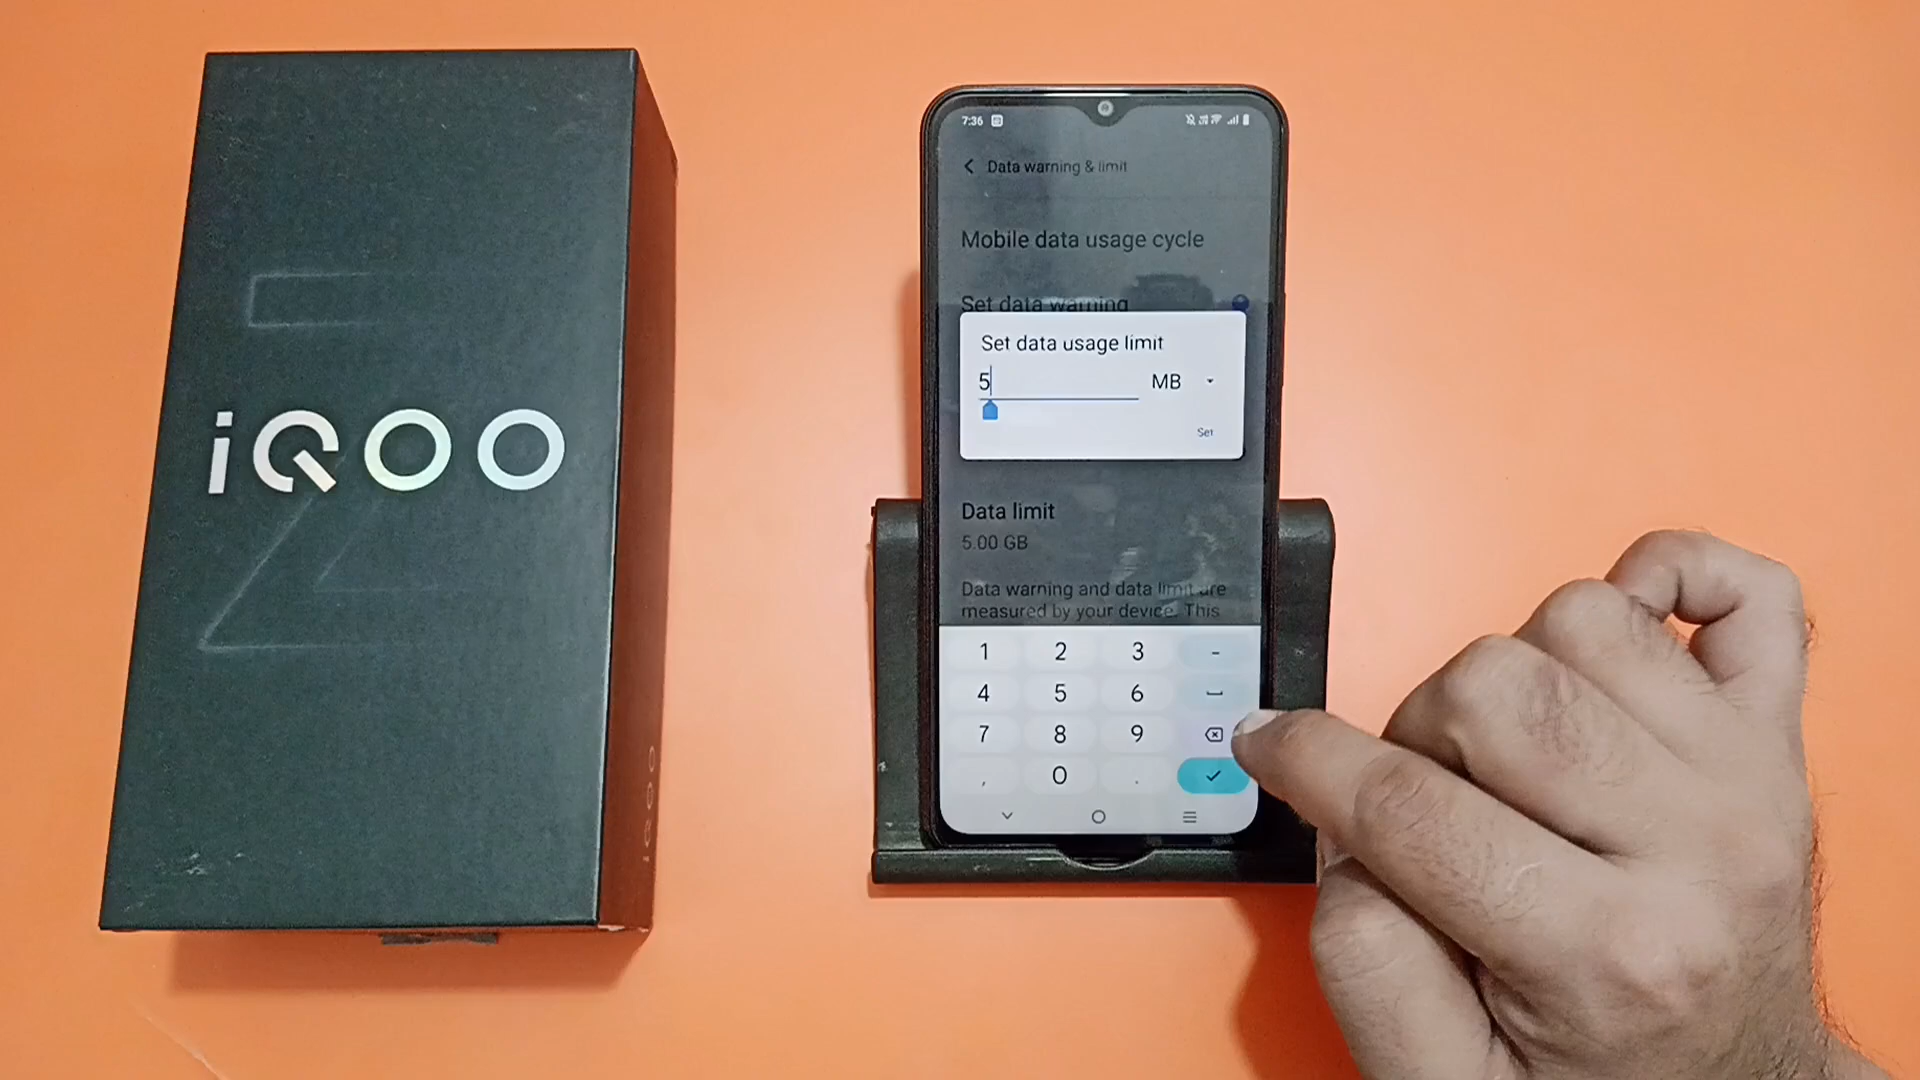 iQOO
iQOO
7:36
Data warning & limit
Mobile data usage cycle
Set data warning
Set data usage limit
5 MB
Set
Data limit
5.00 GB
Data warning and data limit are
measured by your device. This
1 2 3 -
4 5 6
7 8 9
, 0 .